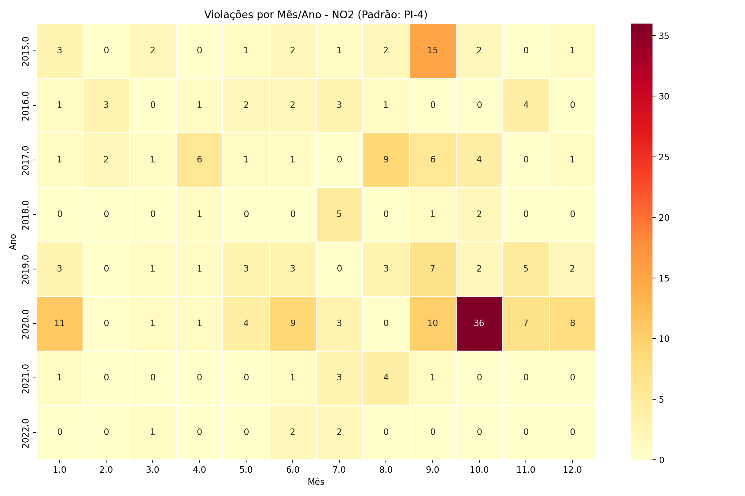 Violações por Mês/Ano - NO2 (Padrão: PI-4)
2015.0 3 0 2 0 1 2 1 2 15 2 0 1
2016.0 1 3 0 1 2 2 3 1 0 0 4 0
2017.0 1 2 1 6 1 1 0 9 6 4 0 1
2018.0 0 0 0 1 0 0 5 0 1 2 0 0
2019.0 3 0 1 1 3 3 0 3 7 2 5 2
2020.0 11 0 1 1 4 9 3 0 10 36 7 8
2021.0 1 0 0 0 0 1 3 4 1 0 0 0
2022.0 0 0 1 0 0 2 2 0 0 0 0 0
1.0 2.0 3.0 4.0 5.0 6.0 7.0 8.0 9.0 10.0 11.0 12.0
Mês
Ano
35
30
25
20
15
10
5
0